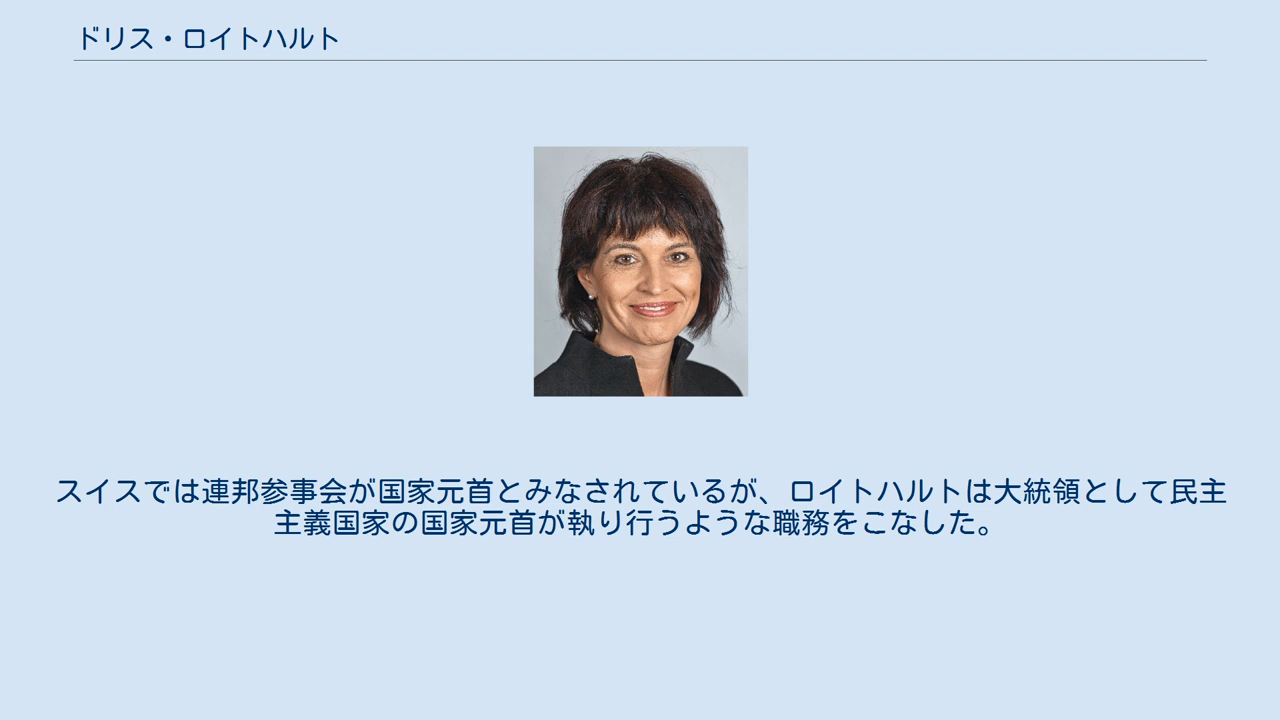 ドリス・ロイトハルト
スイスでは連邦参事会が国家元首とみなされているが、ロイトハルトは大統領として民主
主義国家の国家元首が執り行うような職務をこなした。